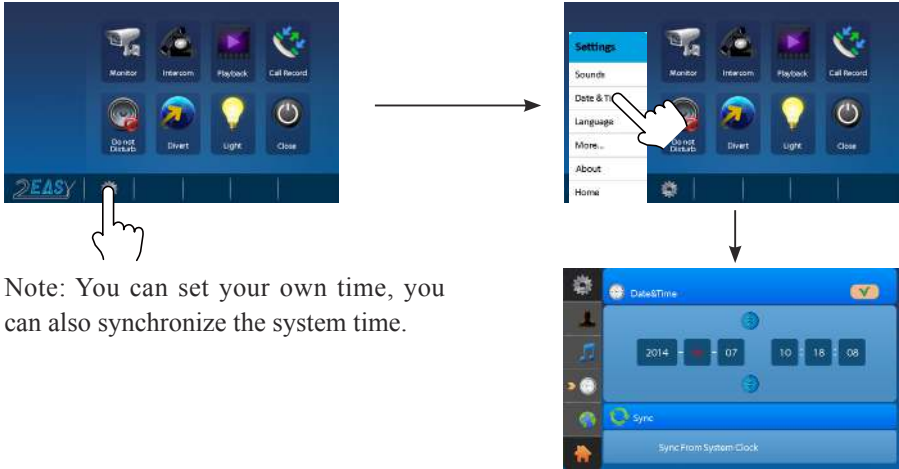 Monitor
Intercom
Playback
Call Record
Do not
Disturb
Divert
Light
Close
2EASY
Settings
Sounds
Date & Ti
Language
More...
About
Home
Monitor
Intercom
Playback
Call Record
Do not
Disturb
Divert
Light
Close
Note: You can set your own time, you
can also synchronize the system time.
Date&Time
2014 - - 07 10 : 18 : 08
Sync
Sync From System Clock